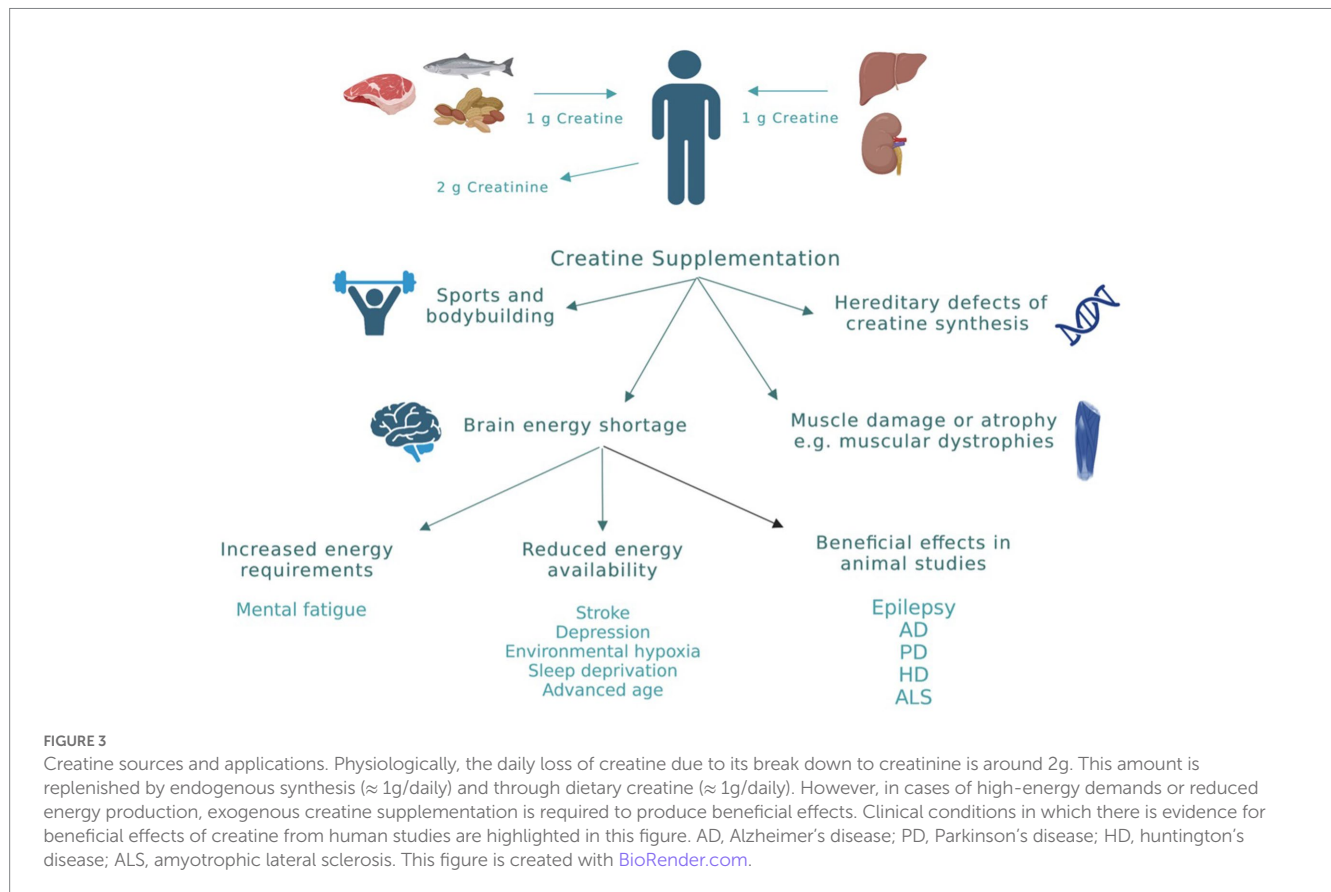 1 g Creatine
1 g Creatine
2 g Creatinine
Creatine Supplementation
Sports and
bodybuilding
Hereditary defects of
creatine synthesis
Brain energy shortage
Muscle damage or atrophy
e.g. muscular dystrophies
Increased energy
requirements
Mental fatigue
Reduced energy
availability
Stroke
Depression
Environmental hypoxia
Sleep deprivation
Advanced age
Beneficial effects in
animal studies
Epilepsy
AD
PD
HD
ALS
FIGURE 3
Creatine sources and applications. Physiologically, the daily loss of creatine due to its break down to creatinine is around 2g. This amount is
replenished by endogenous synthesis (≈ 1g/daily) and through dietary creatine (≈ 1g/daily). However, in cases of high-energy demands or reduced
energy production, exogenous creatine supplementation is required to produce beneficial effects. Clinical conditions in which there is evidence for
beneficial effects of creatine from human studies are highlighted in this figure. AD, Alzheimer's disease; PD, Parkinson's disease; HD, huntington's
disease; ALS, amyotrophic lateral sclerosis. This figure is created with BioRender.com.